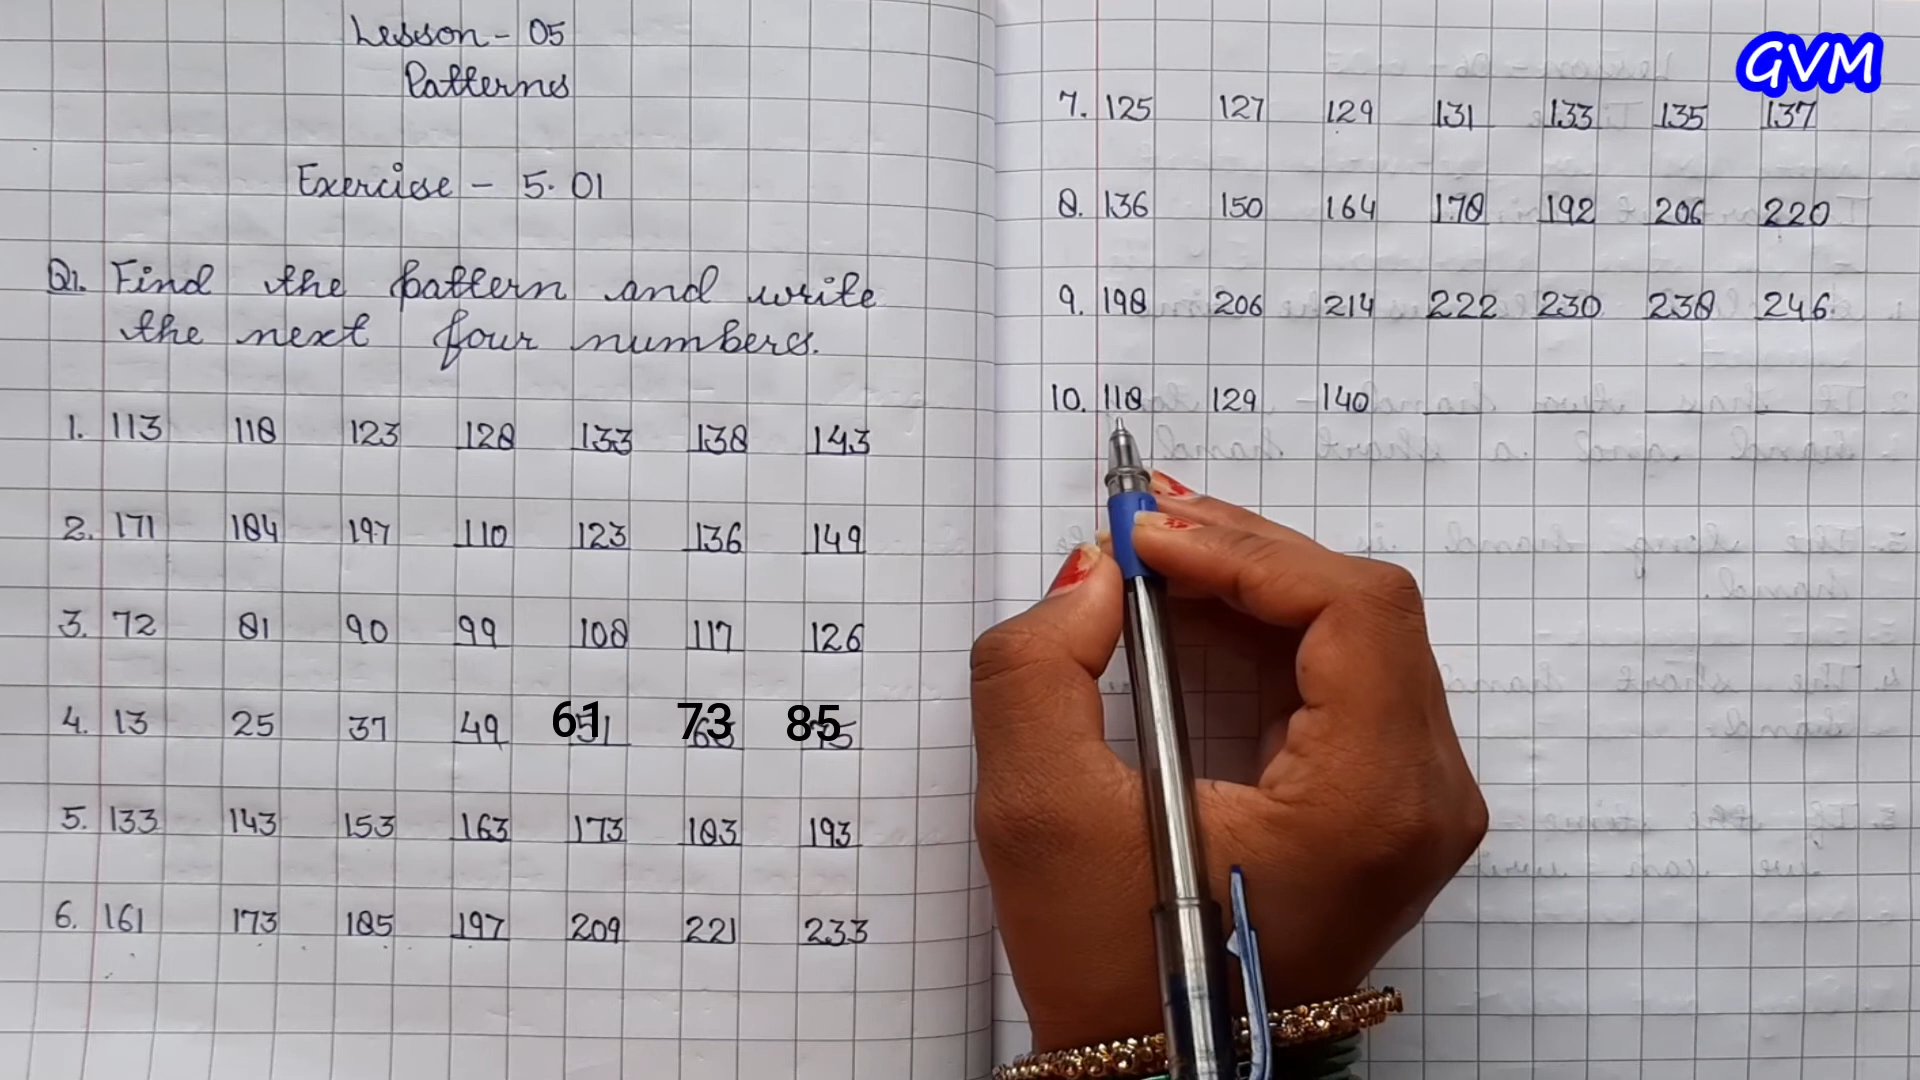 Lesson - 05
Patterns
Exercise - 5.01
Q1. Find the pattern and write
the next four numbers.
1. 113 118 123 128 133 138 143
2. 171 184 197 110 123 136 149
3. 72 81 90 99 108 117 126
4. 13 25 37 49 61 73 85
5. 133 143 153 163 173 183 193
6. 161 173 185 197 209 221 233
GVM
7. 125 127 129 131 133 135 137
8. 136 150 164 178 192 206 220
9. 198 206 214 222 230 238 246
10. 118 129 140